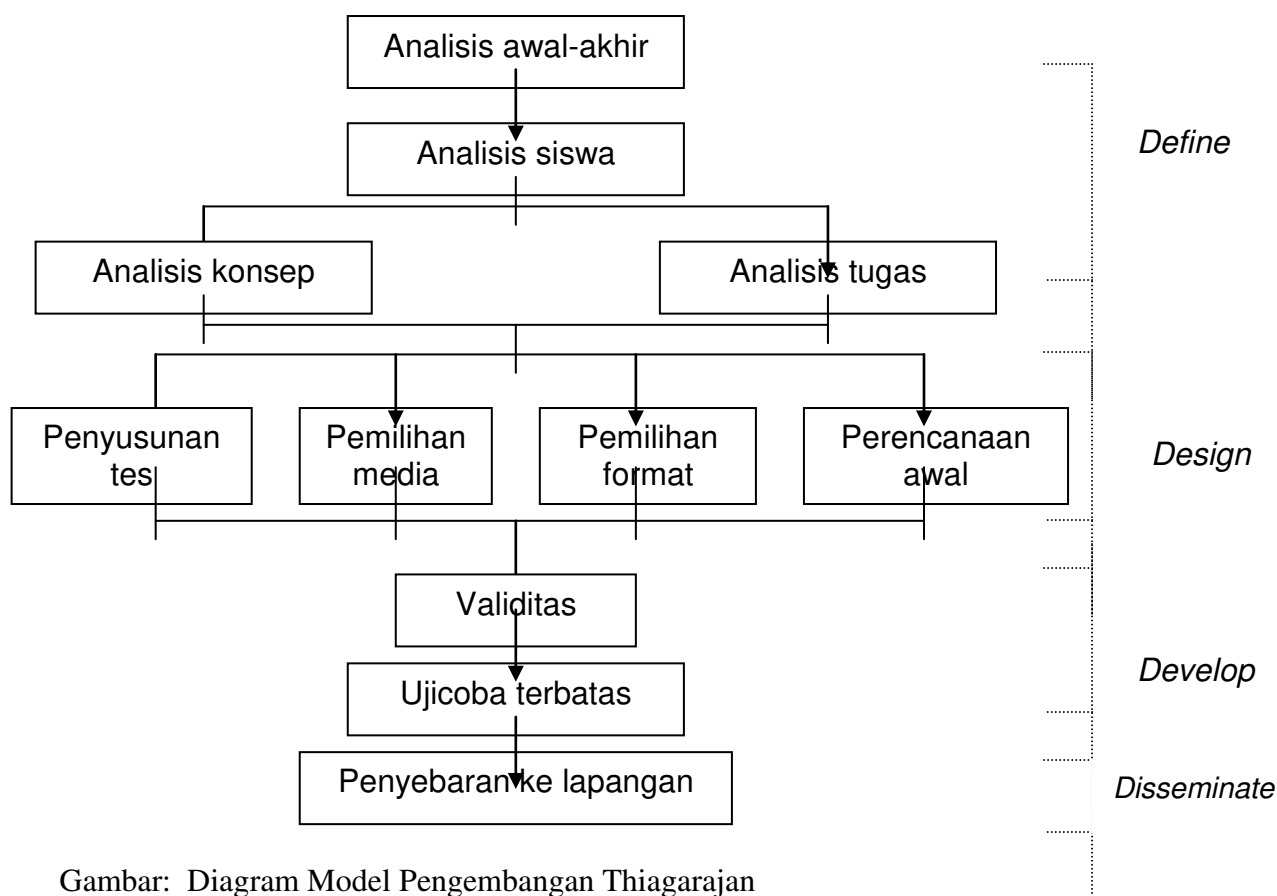 Analisis awal-akhir
Analisis siswa
Define
Analisis konsep
Analisis tugas
Penyusunan
tes
Pemilihan
media
Pemilihan
format
Perencanaan
awal
Design
Validitas
Ujicoba terbatas
Develop
Penyebaran ke lapangan
Disseminate
Gambar: Diagram Model Pengembangan Thiagarajan